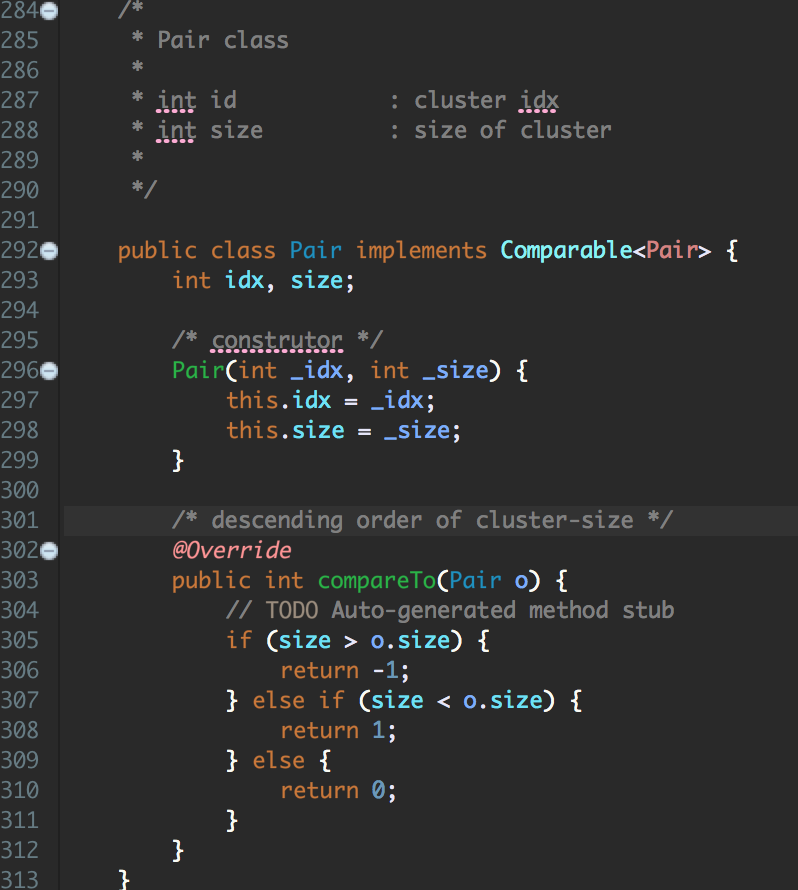 284 /*
285  * Pair class
286  *
287  * int id            : cluster idx
288  * int size          : size of cluster
289  *
290  */
291
292 public class Pair implements Comparable<Pair> {
293     int idx, size;
294
295     /* construtor */
296     Pair(int _idx, int _size) {
297         this.idx = _idx;
298         this.size = _size;
299     }
300
301     /* descending order of cluster-size */
302     @Override
303     public int compareTo(Pair o) {
304         // TODO Auto-generated method stub
305         if (size > o.size) {
306             return -1;
307         } else if (size < o.size) {
308             return 1;
309         } else {
310             return 0;
311         }
312     }
313 }